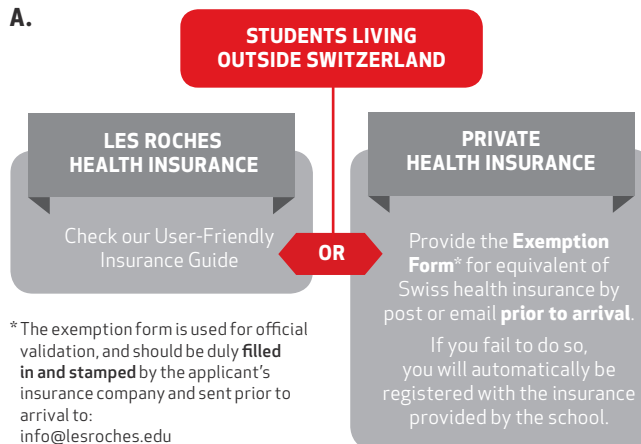 A.
STUDENTS LIVING
OUTSIDE SWITZERLAND
LES ROCHES
HEALTH INSURANCE
Check our User-Friendly
Insurance Guide
OR
PRIVATE
HEALTH INSURANCE
Provide the Exemption
Form* for equivalent of
Swiss health insurance by
post or email prior to arrival.
If you fail to do so,
you will automatically be
registered with the insurance
provided by the school.
* The exemption form is used for official
validation, and should be duly filled
in and stamped by the applicant's
insurance company and sent prior to
arrival to:
info@lesroches.edu